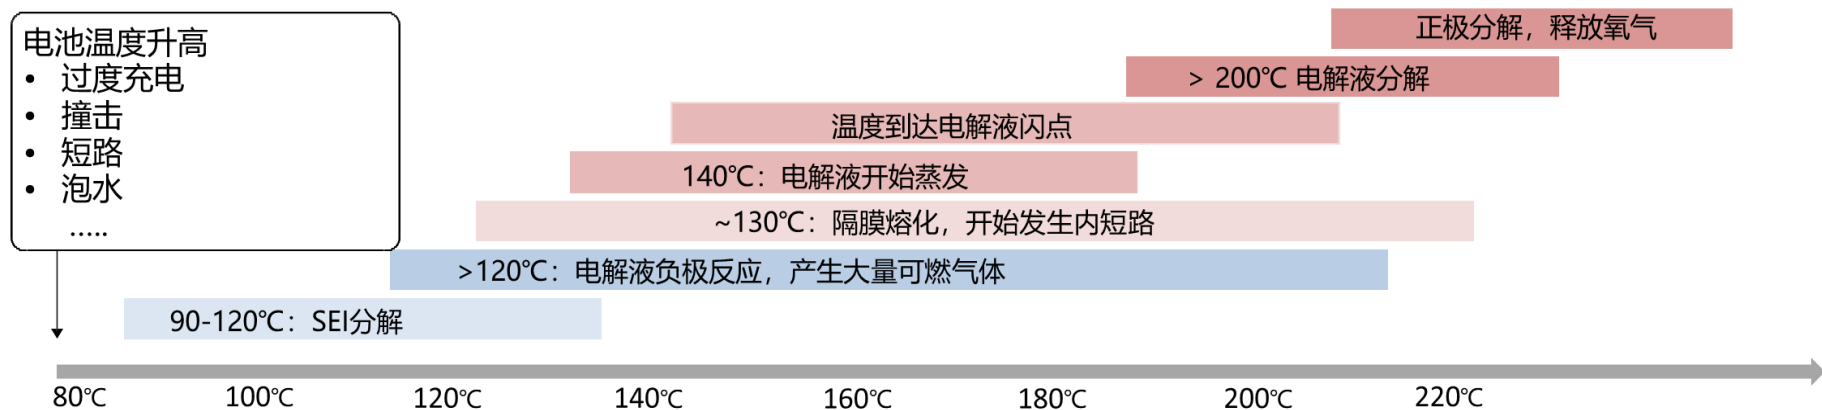 电池温度升高
• 过度充电
• 撞击
• 短路
• 泡水
.....
正极分解，释放氧气
> 200℃ 电解液分解
温度到达电解液闪点
140℃：电解液开始蒸发
~130℃：隔膜熔化，开始发生内短路
>120℃：电解液负极反应，产生大量可燃气体
90-120℃：SEI分解
80℃ 100℃ 120℃ 140℃ 160℃ 180℃ 200℃ 220℃